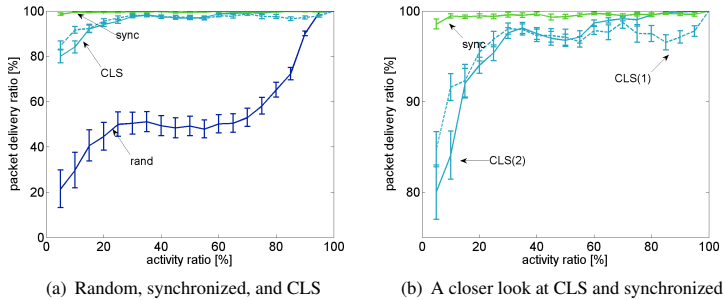 packet delivery ratio [%]
100
80
60
40
20
0
sync
CLS
rand
0 20 40 60 80 100
activity ratio [%]
(a) Random, synchronized, and CLS
packet delivery ratio [%]
100
90
80
75
sync
CLS(1)
CLS(2)
0 20 40 60 80 100
activity ratio [%]
(b) A closer look at CLS and synchronized